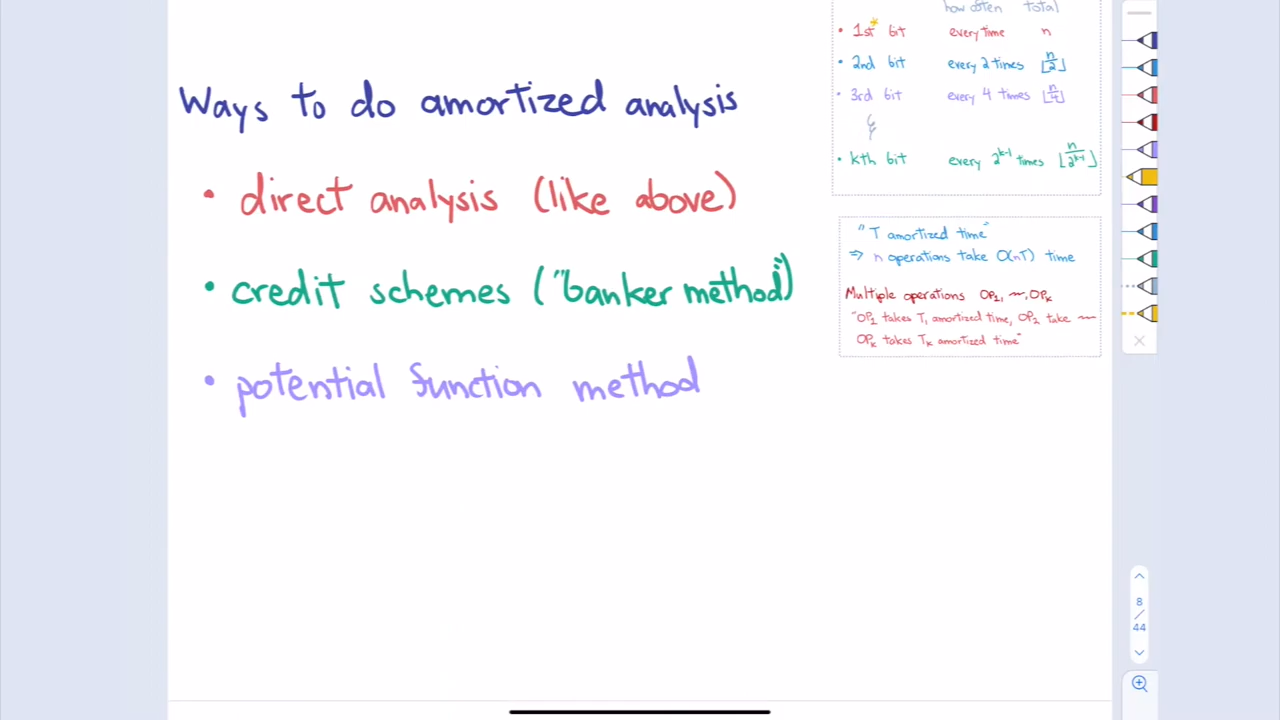 Ways to do amortized analysis
• direct analysis (like above)
• credit schemes ("banker method")
• potential function method
how often total
• 1st* bit every time n
• 2nd bit every 2 times ⌊n/2⌋
• 3rd bit every 4 times ⌊n/4⌋
• kth bit every 2^k-1 times ⌊n/2^k-1⌋
"T amortized time"
⇒ n operations take O(nT) time
Multiple operations OP₁, ~, OPₖ
"OP₁ takes T₁ amortized time, OP₂ take ~
OPₖ takes Tₖ amortized time"
8
/
44